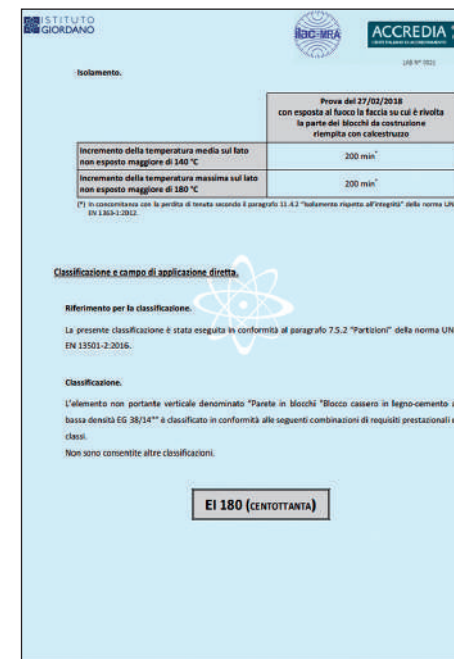 ISTITUTO
GIORDANO
ilac-MRA
ACCREDIA
LAB N° 0021
Isolamento.
Prova del 27/02/2018
con esposta al fuoco la faccia su cui è rivolta
la parte dei blocchi da costruzione
riempita con calcestruzzo
Incremento della temperatura media sul lato
non esposto maggiore di 140 °C
200 min*
Incremento della temperatura massima sul lato
non esposto maggiore di 180 °C
200 min*
(*) in concomitanza con la perdita di tenuta secondo il paragrafo 11.4.2 "Isolamento rispetto all'integrità" della norma UNI
EN 1363-1:2012.
Classificazione e campo di applicazione diretta.
Riferimento per la classificazione.
La presente classificazione è stata eseguita in conformità al paragrafo 7.5.2 "Partizioni" della norma UNI
EN 13501-2:2016.
Classificazione.
L'elemento non portante verticale denominato "Parete in blocchi "Blocco cassero in legno-cemento a
bassa densità EG 38/14"" è classificato in conformità alle seguenti combinazioni di requisiti prestazionali e
classi.
Non sono consentite altre classificazioni.
EI 180 (CENTOTTANTA)